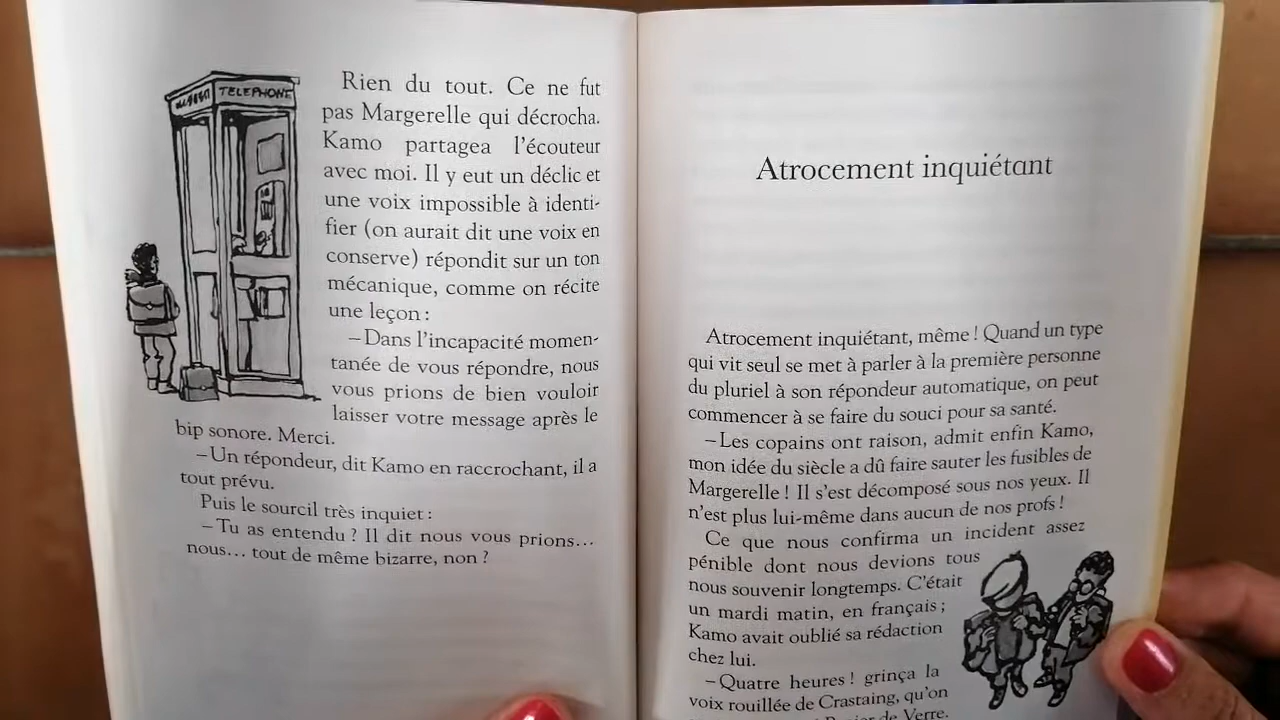 TELEPHONE
Rien du tout. Ce ne fut
pas Margerelle qui décrocha.
Kamo partagea l'écouteur
avec moi. Il y eut un déclic et
une voix impossible à identi-
fier (on aurait dit une voix en
conserve) répondit sur un ton
mécanique, comme on récite
une leçon :
– Dans l'incapacité momen-
tanée de vous répondre, nous
vous prions de bien vouloir
laisser votre message après le
bip sonore. Merci.
– Un répondeur, dit Kamo en raccrochant, il a
tout prévu.
Puis le sourcil très inquiet :
– Tu as entendu ? Il dit nous vous prions...
nous... tout de même bizarre, non ?
Atrocement inquiétant
Atrocement inquiétant, même ! Quand un type
qui vit seul se met à parler à la première personne
du pluriel à son répondeur automatique, on peut
commencer à se faire du souci pour sa santé.
– Les copains ont raison, admit enfin Kamo,
mon idée du siècle a dû faire sauter les fusibles de
Margerelle ! Il s'est décomposé sous nos yeux. Il
n'est plus lui-même dans aucun de nos profs !
Ce que nous confirma un incident assez
pénible dont nous devions tous
nous souvenir longtemps. C'était
un mardi matin, en français ;
Kamo avait oublié sa rédaction
chez lui.
– Quatre heures ! grinça la
voix rouillée de Crastaing, qu'on
de Verre.